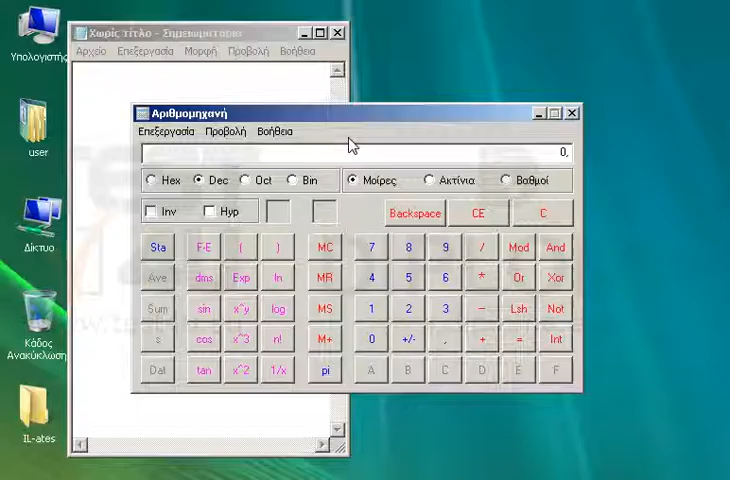 Υπολογιστής
user
Δίκτυο
Κάδος
Ανακύκλωσης
IL-ates
Χωρίς τίτλο - Σημειωματάριο
Αρχείο Επεξεργασία Μορφή Προβολή Βοήθεια
Αριθμομηχανή
Επεξεργασία Προβολή Βοήθεια
0,
Hex Dec Oct Bin Μοίρες Ακτίνια Βαθμοί
Inv Hyp Backspace CE C
Sta F-E ( ) MC 7 8 9 / Mod And
Ave dms Exp ln MR 4 5 6 * Or Xor
Sum sin x^y log MS 1 2 3 – Lsh Not
s cos x^3 n! M+ 0 +/- , + = Int
Dat tan x^2 1/x pi A B C D E F